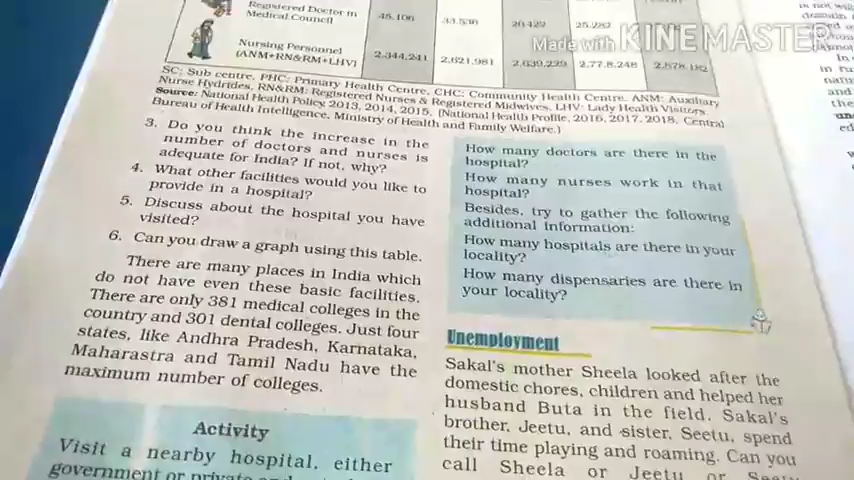 Registered Doctor in
Medical Council
45,106
33,536
20,422
25,282
Made with KINEMASTER
Nursing Personnel
(ANM+RN&RM+LHV)
2,344,241
2,621,981
2,639,229
2,77,8,248
2,878,182
SC: Sub centre, PHC: Primary Health Centre, CHC: Community Health Centre, ANM: Auxiliary
Nurse Hydrides, RN&RM: Registered Nurses & Registered Midwives, LHV: Lady Health Visitors.
Source: National Health Policy 2013, 2014, 2015, (National Health Profile, 2016, 2017, 2018, Central
Bureau of Health Intelligence, Ministry of Health and Family Welfare.)
3. Do you think the increase in the
number of doctors and nurses is
adequate for India? If not, why?
4. What other facilities would you like to
provide in a hospital?
5. Discuss about the hospital you have
visited?
6. Can you draw a graph using this table.
There are many places in India which
do not have even these basic facilities.
There are only 381 medical colleges in the
country and 301 dental colleges. Just four
states, like Andhra Pradesh, Karnataka,
Maharastra and Tamil Nadu have the
maximum number of colleges.
Activity
Visit a nearby hospital, either
government or private
How many doctors are there in the
hospital?
How many nurses work in that
hospital?
Besides, try to gather the following
additional information:
How many hospitals are there in your
locality?
How many dispensaries are there in
your locality?
Unemployment
Sakal's mother Sheela looked after the
domestic chores, children and helped her
husband Buta in the field. Sakal's
brother, Jeetu, and sister, Seetu, spend
their time playing and roaming. Can you
call Sheela or Jeetu or Seetu